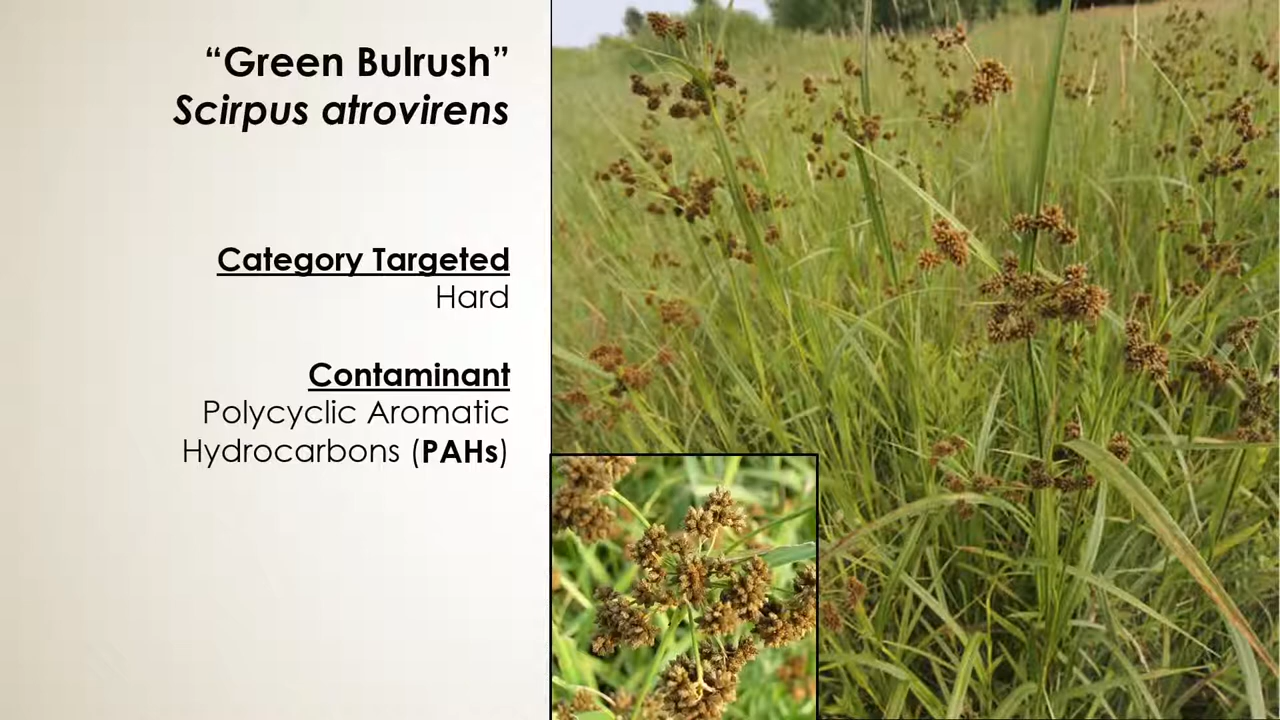 “Green Bulrush”
Scirpus atrovirens
Category Targeted
Hard
Contaminant
Polycyclic Aromatic
Hydrocarbons (PAHs)